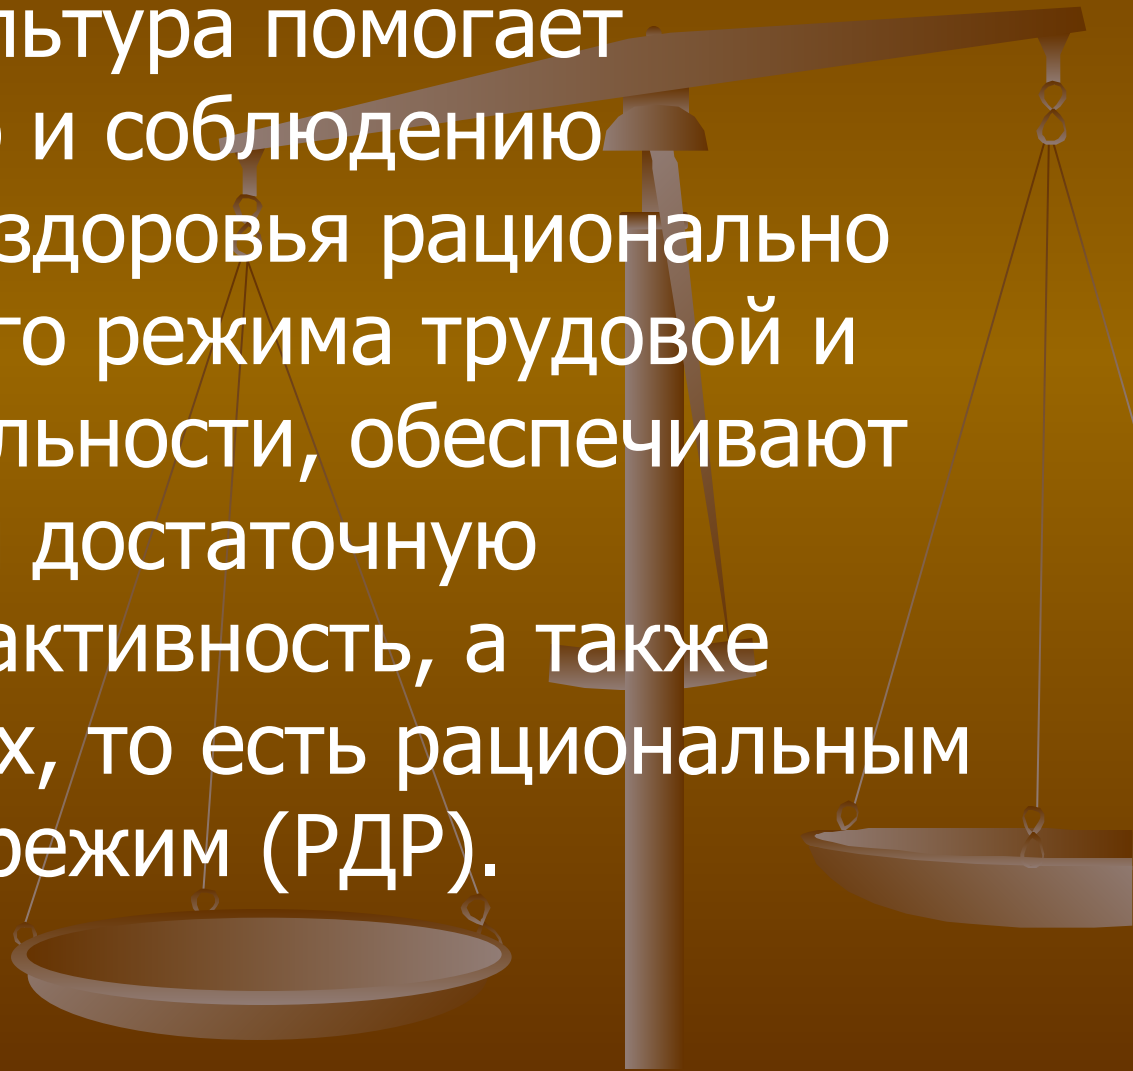 льтура помогает
и соблюдению
здоровья рационально
го режима трудовой и
льности, обеспечивают
достаточную
активность, а также
х, то есть рациональным
режим (РДР).